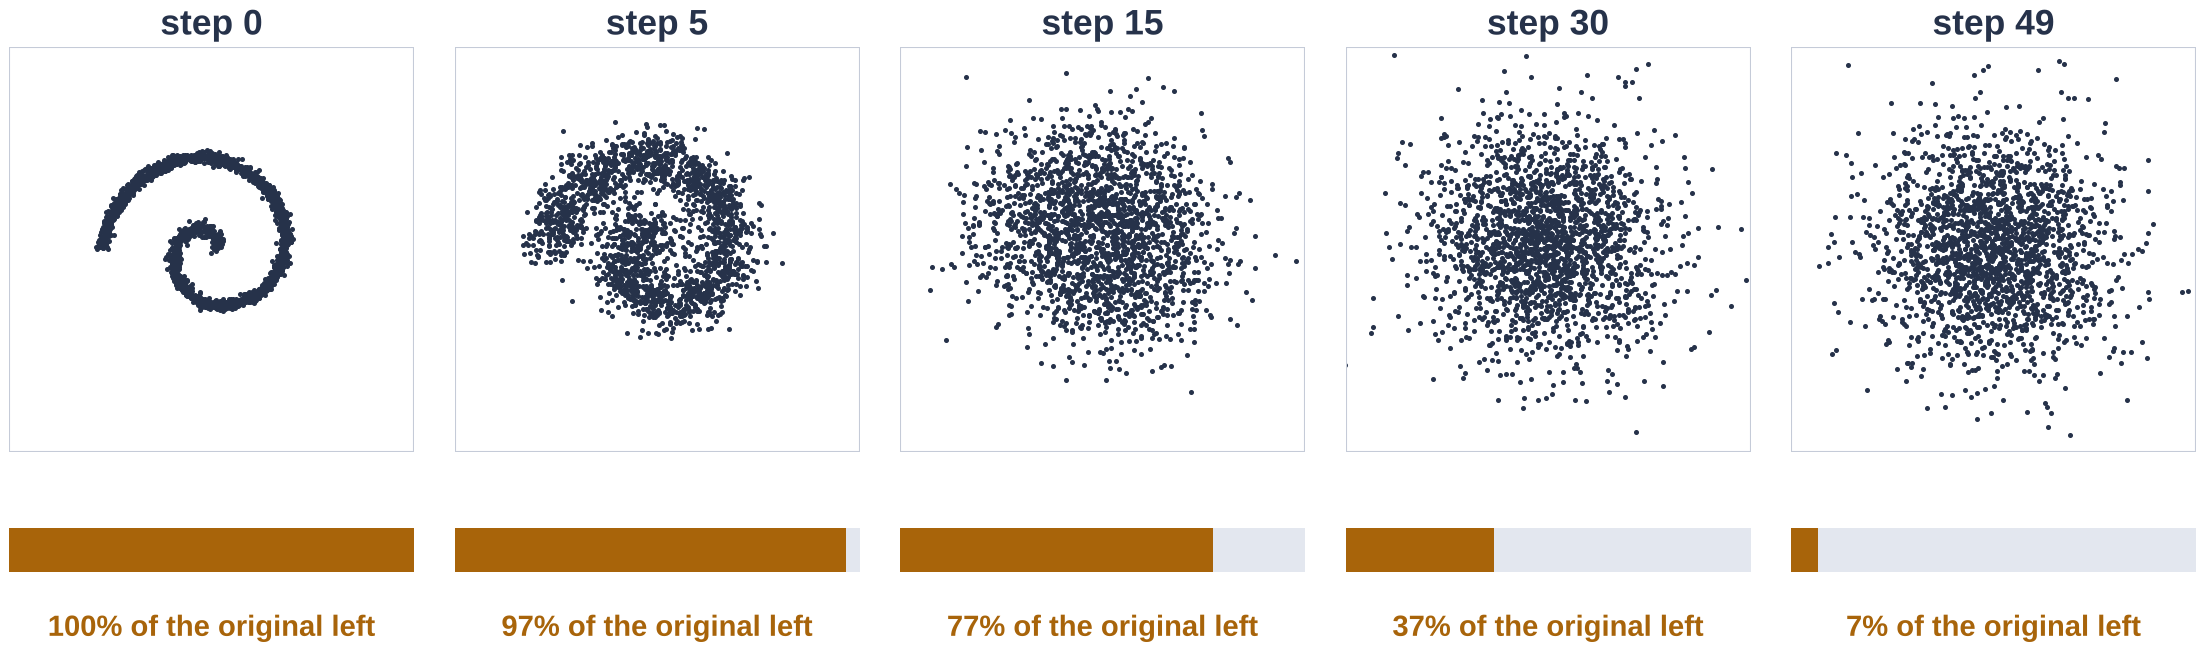 step 0
step 5
step 15
step 30
step 49
100% of the original left
97% of the original left
77% of the original left
37% of the original left
7% of the original left